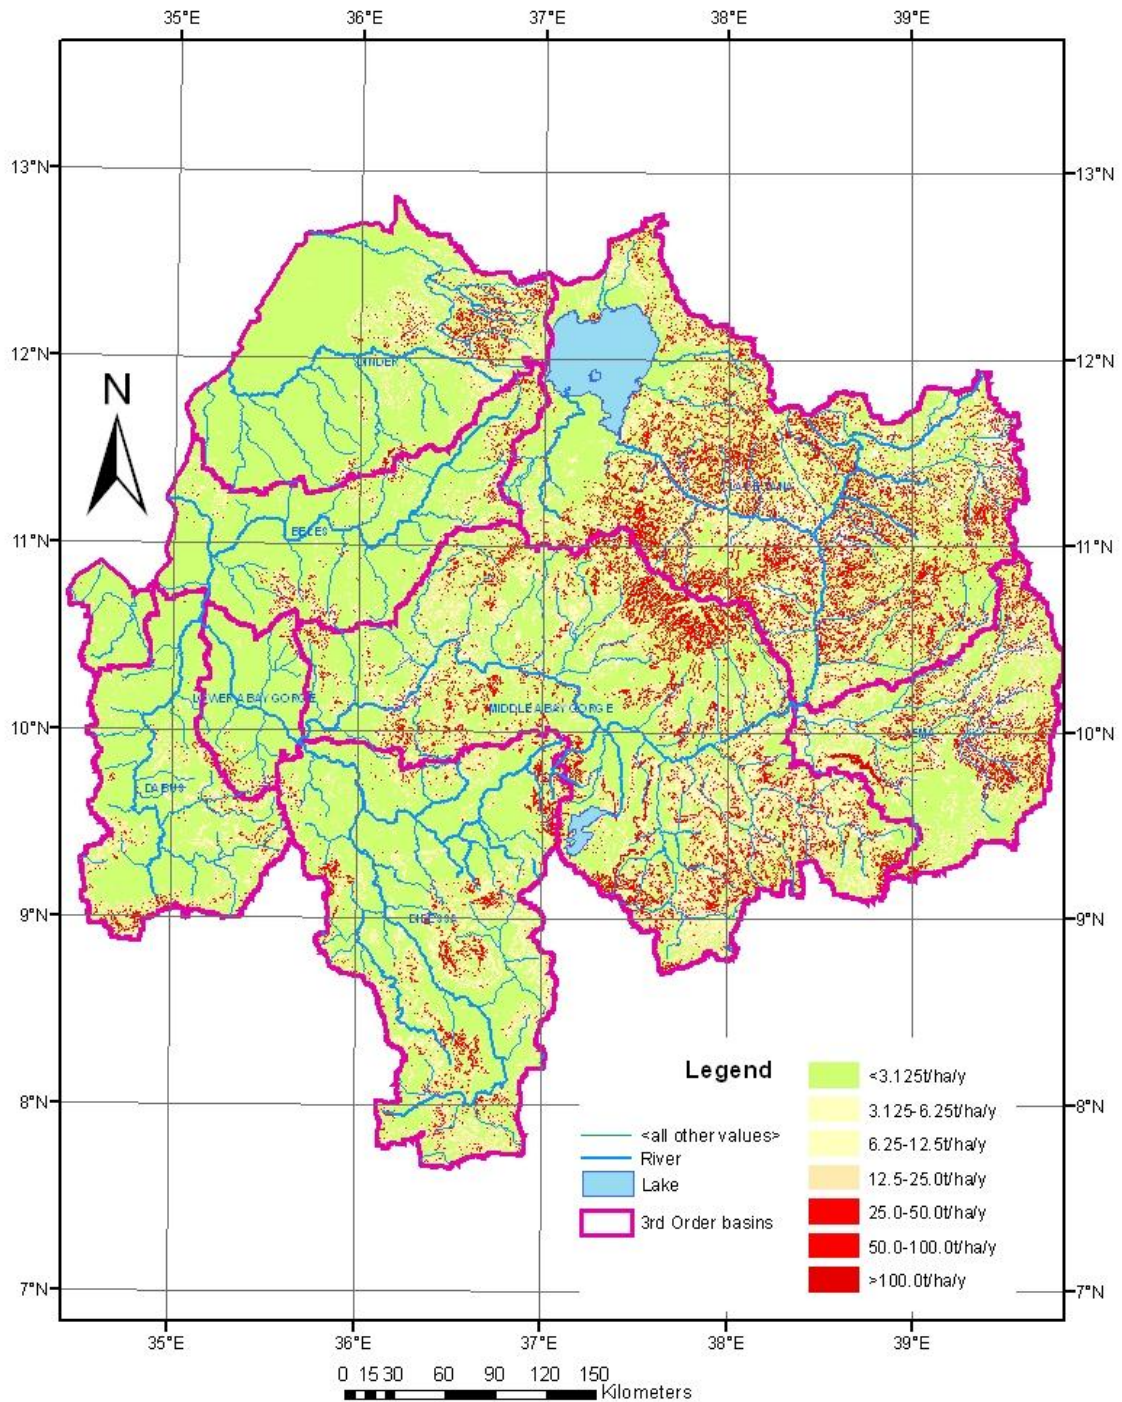 35°E 36°E 37°E 38°E 39°E
13°N 13°N
12°N 12°N
DINDER
N
BELES
11°N 11°N
LOWER ABAY GORGE
MIDDLE ABAY GORGE
10°N 10°N
JEMA
DABUS
9°N 9°N
DIDESSA
Legend
<3.125t/ha/y
3.125-6.25t/ha/y
6.25-12.5t/ha/y
12.5-25.0t/ha/y
25.0-50.0t/ha/y
50.0-100.0t/ha/y
>100.0t/ha/y
<all other values>
River
Lake
3rd Order basins
8°N 8°N
7°N 7°N
35°E 36°E 37°E 38°E 39°E
0 15 30 60 90 120 150
Kilometers